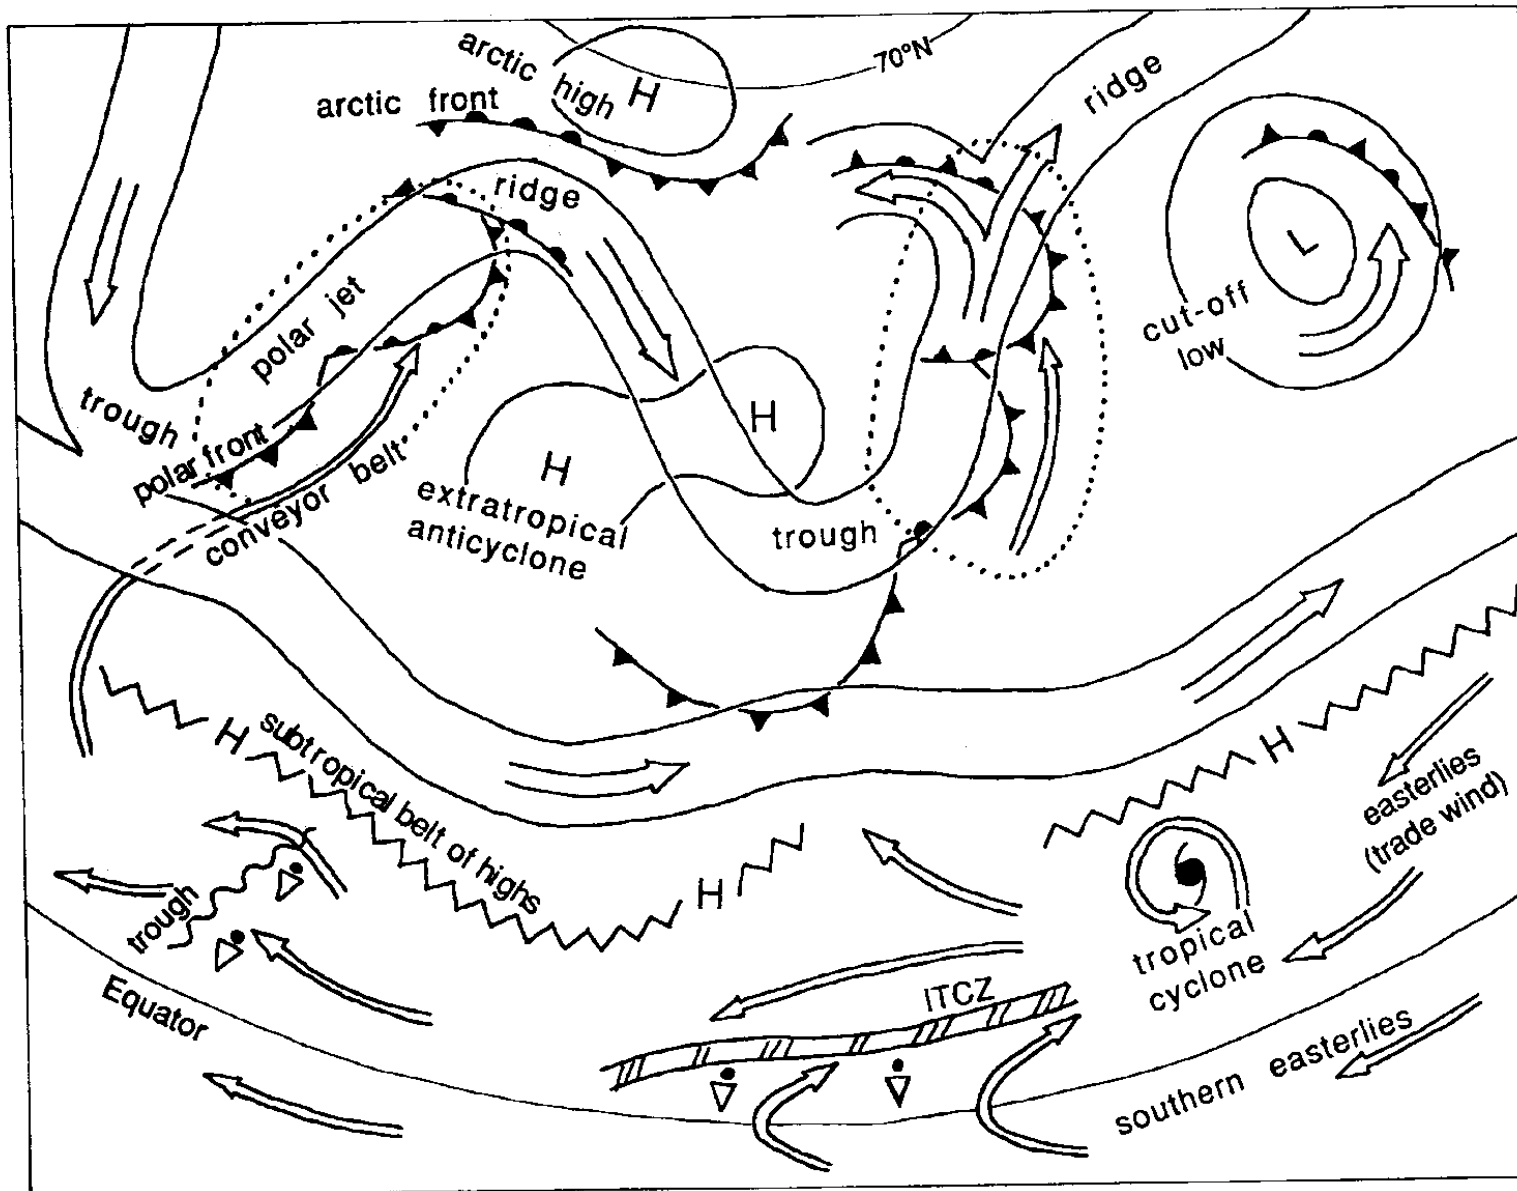 70°N
arctic high
H
arctic front
ridge
ridge
polar jet
trough
polar front
conveyor belt
H
H
extratropical
anticyclone
trough
L
cut-off
low
H
subtropical belt of highs
H
H
easterlies
(trade wind)
trough
tropical
cyclone
ITCZ
Equator
southern easterlies